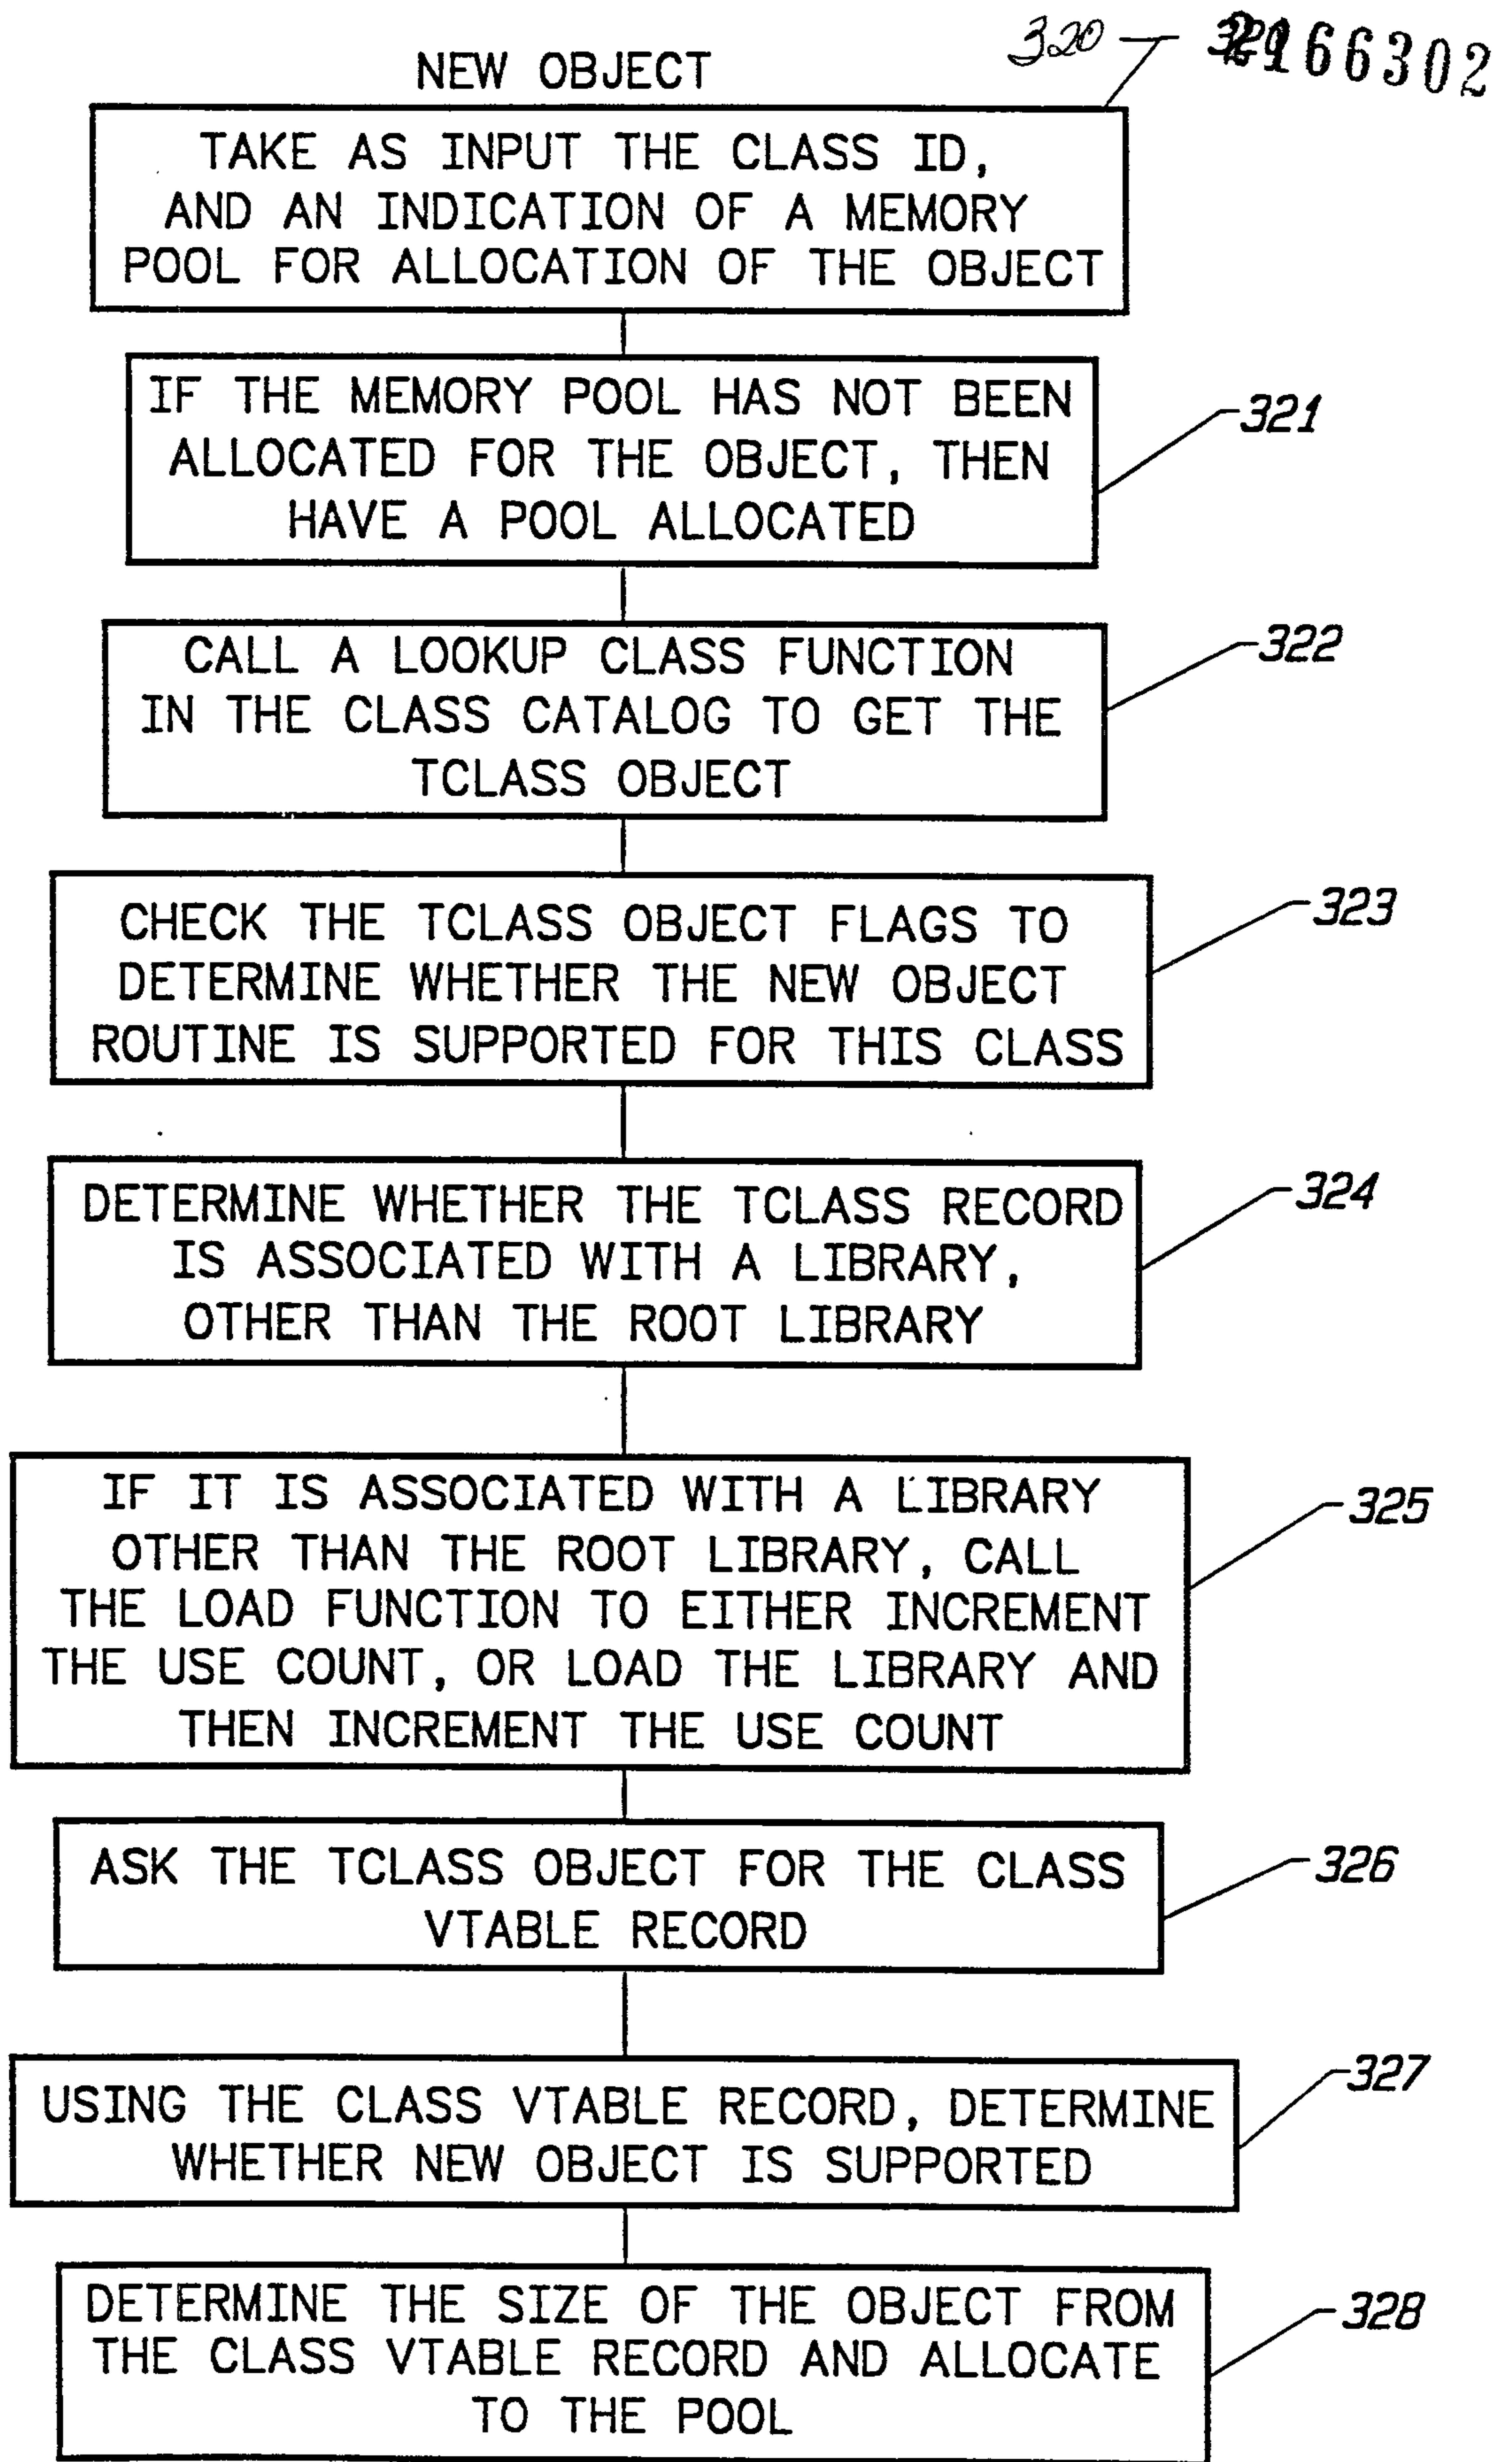 320
2166302
NEW OBJECT
TAKE AS INPUT THE CLASS ID,
AND AN INDICATION OF A MEMORY
POOL FOR ALLOCATION OF THE OBJECT
IF THE MEMORY POOL HAS NOT BEEN
ALLOCATED FOR THE OBJECT, THEN
HAVE A POOL ALLOCATED
321
CALL A LOOKUP CLASS FUNCTION
IN THE CLASS CATALOG TO GET THE
TCLASS OBJECT
322
CHECK THE TCLASS OBJECT FLAGS TO
DETERMINE WHETHER THE NEW OBJECT
ROUTINE IS SUPPORTED FOR THIS CLASS
323
DETERMINE WHETHER THE TCLASS RECORD
IS ASSOCIATED WITH A LIBRARY,
OTHER THAN THE ROOT LIBRARY
324
IF IT IS ASSOCIATED WITH A LIBRARY
OTHER THAN THE ROOT LIBRARY, CALL
THE LOAD FUNCTION TO EITHER INCREMENT
THE USE COUNT, OR LOAD THE LIBRARY AND
THEN INCREMENT THE USE COUNT
325
ASK THE TCLASS OBJECT FOR THE CLASS
VTABLE RECORD
326
USING THE CLASS VTABLE RECORD, DETERMINE
WHETHER NEW OBJECT IS SUPPORTED
327
DETERMINE THE SIZE OF THE OBJECT FROM
THE CLASS VTABLE RECORD AND ALLOCATE
TO THE POOL
328